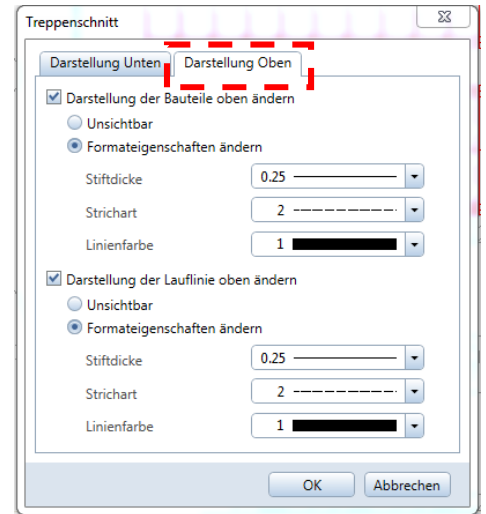 Treppenschnitt
Darstellung Unten Darstellung Oben
Darstellung der Bauteile oben ändern
Unsichtbar
Formateigenschaften ändern
Stiftdicke 0.25
Strichart 2
Linienfarbe 1
Darstellung der Lauflinie oben ändern
Unsichtbar
Formateigenschaften ändern
Stiftdicke 0.25
Strichart 2
Linienfarbe 1
OK Abbrechen